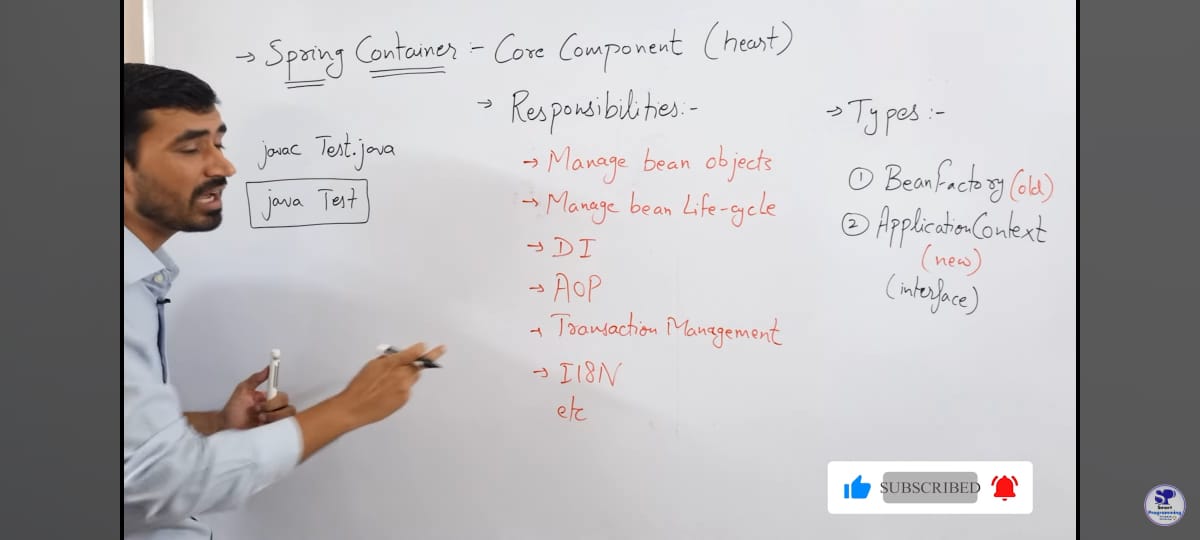 → Spring Container :- Core Component (heart)
javac Test.java
java Test
→ Responsibilities:-
→ Manage bean objects
→ Manage bean Life-cycle
→ DI
→ AOP
→ Transaction Management
→ I18N
etc
→ Types :-
① BeanFactory (old)
② ApplicationContext
(new)
(interface)
SUBSCRIBED
SP
Smart
Programming